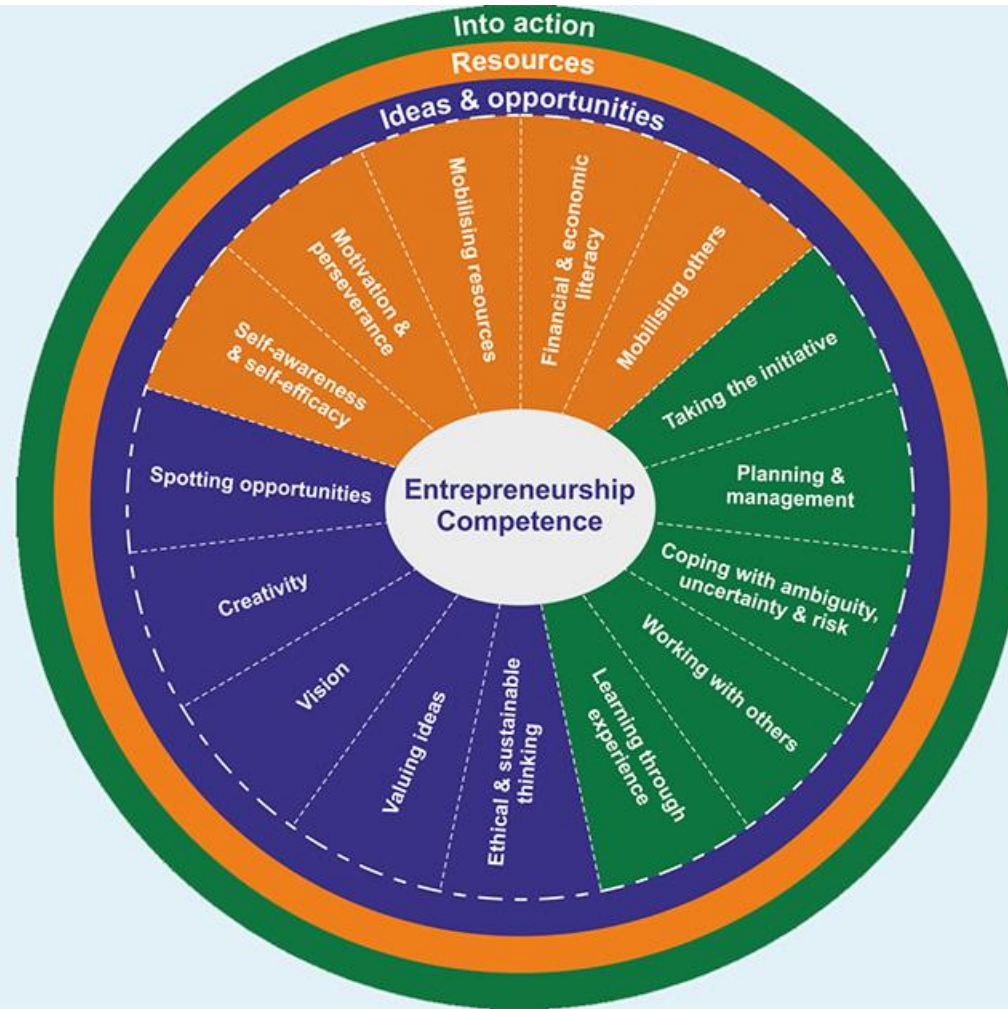 Into action
Resources
Ideas & opportunities
Mobilising resources
Financial & economic
literacy
Mobilising others
Motivation &
perseverance
Self-awareness
& self-efficacy
Taking the initiative
Planning &
management
Coping with ambiguity,
uncertainty & risk
Working with others
Learning through
experience
Ethical & sustainable
thinking
Valuing ideas
Vision
Creativity
Spotting opportunities
Entrepreneurship
Competence